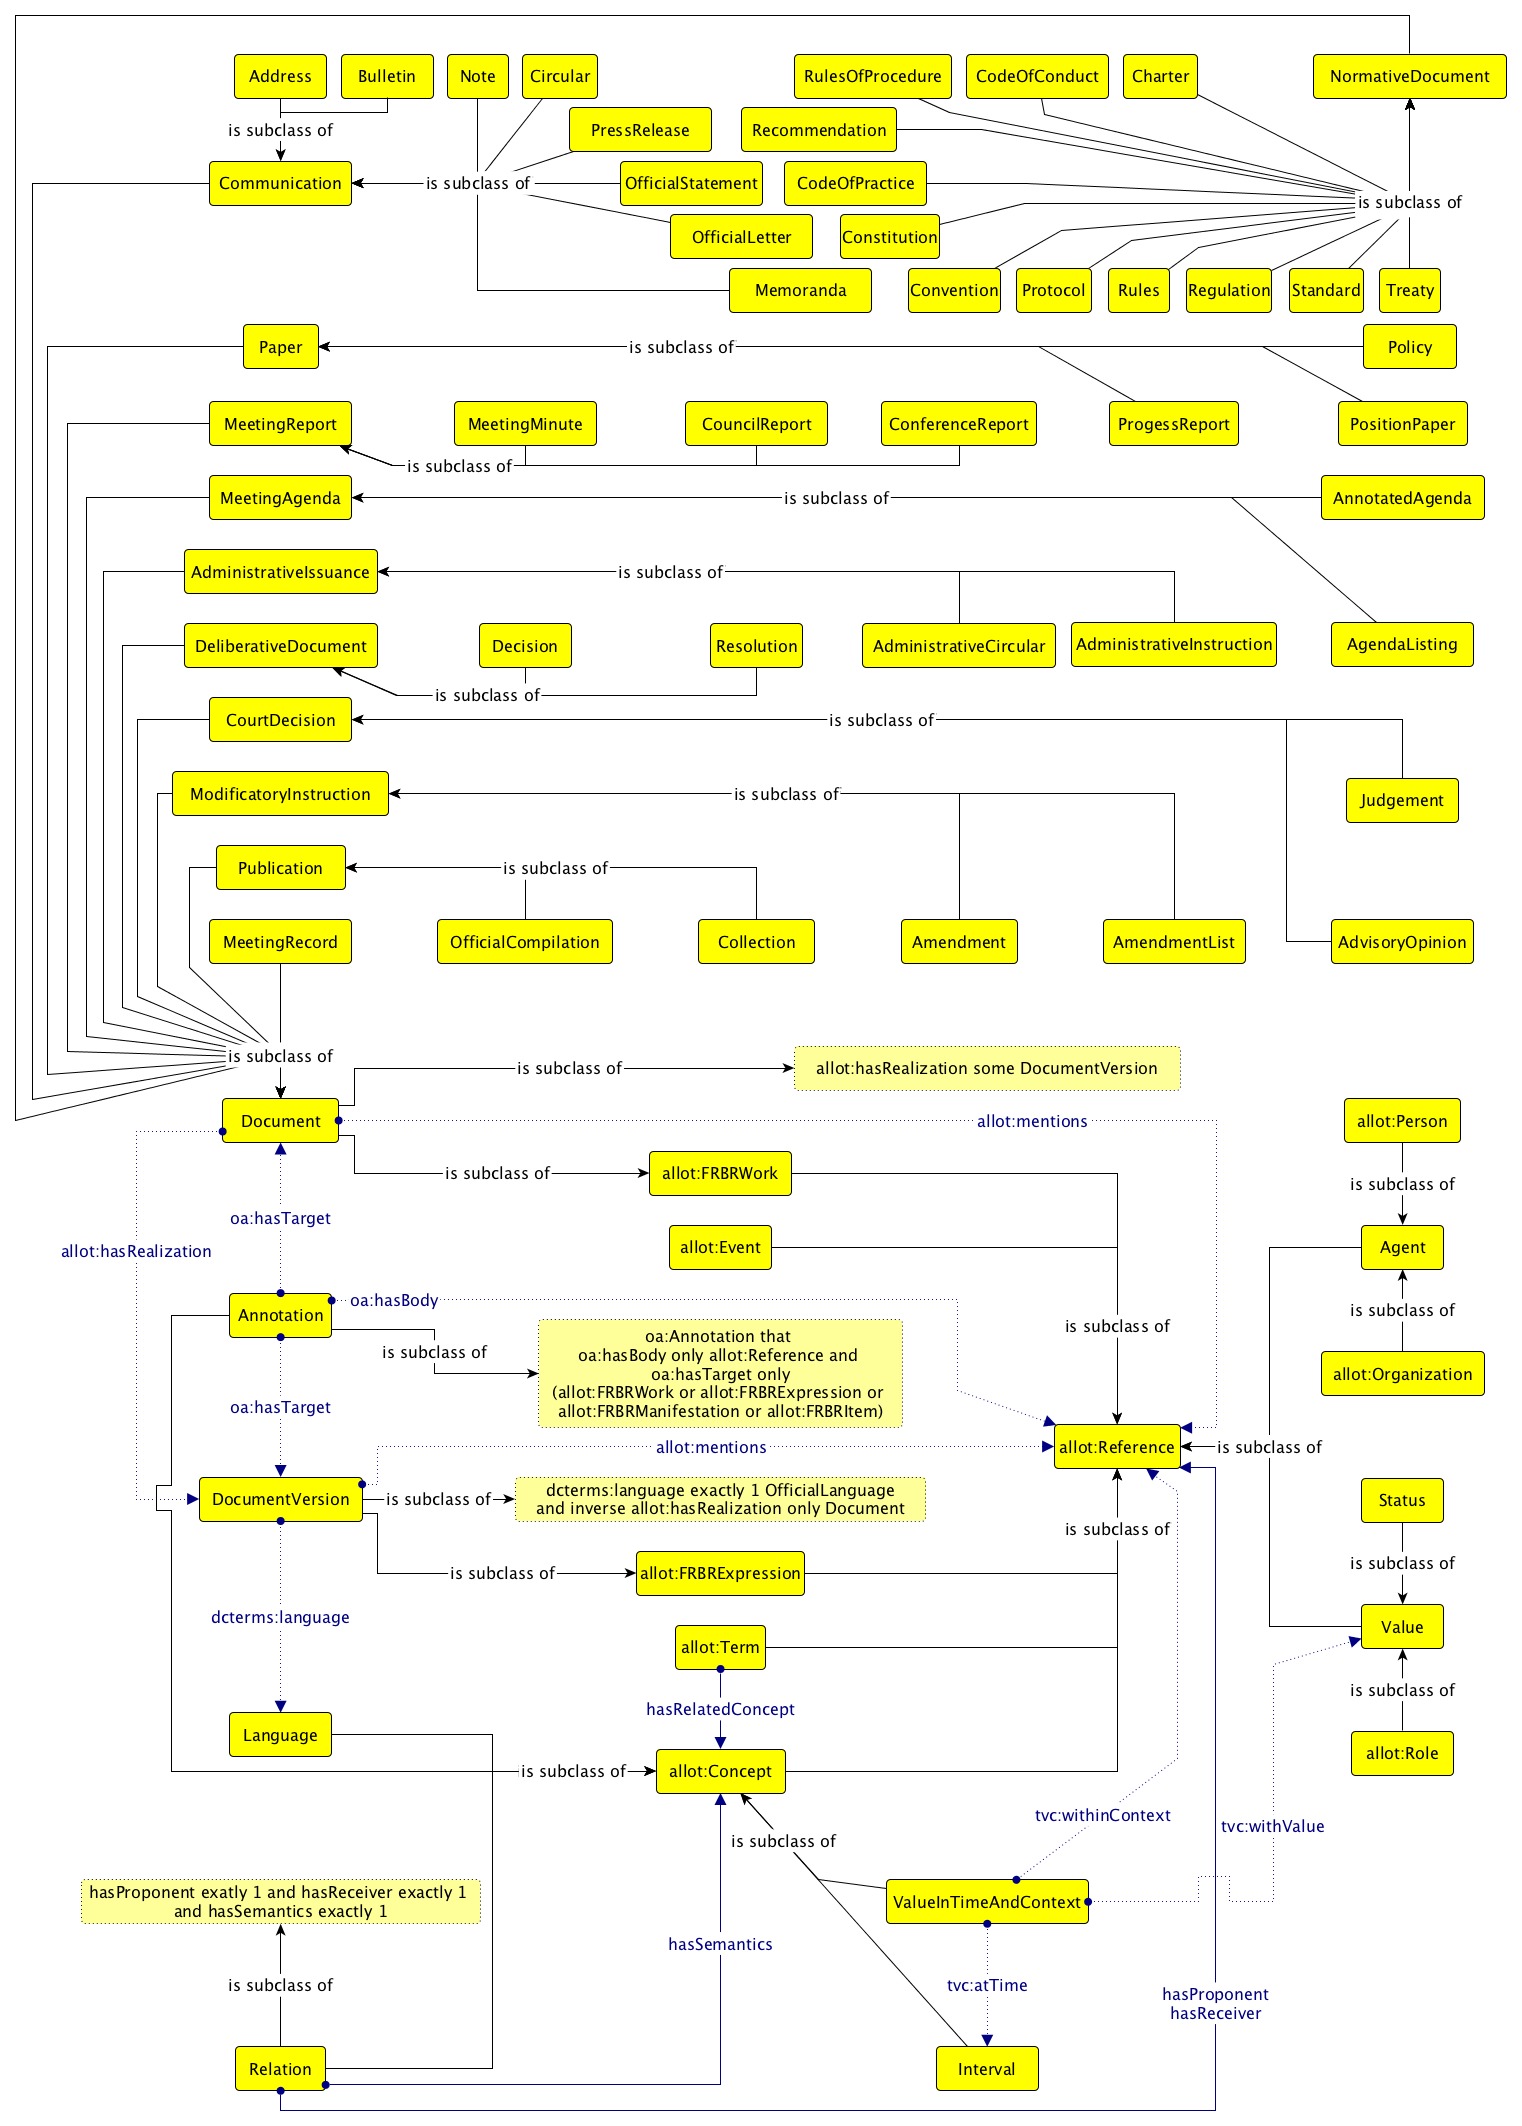 Address
Bulletin
Note
Circular
RulesOfProcedure
CodeOfConduct
Charter
NormativeDocument
PressRelease
Recommendation
is subclass of
Communication
is subclass of
OfficialStatement
CodeOfPractice
is subclass of
OfficialLetter
Constitution
Memoranda
Convention
Protocol
Rules
Regulation
Standard
Treaty
Paper
is subclass of
Policy
MeetingReport
MeetingMinute
CouncilReport
ConferenceReport
ProgessReport
PositionPaper
is subclass of
MeetingAgenda
is subclass of
AnnotatedAgenda
AdministrativeIssuance
is subclass of
DeliberativeDocument
Decision
Resolution
AdministrativeCircular
AdministrativeInstruction
AgendaListing
is subclass of
CourtDecision
is subclass of
ModificatoryInstruction
is subclass of
Judgement
Publication
is subclass of
MeetingRecord
OfficialCompilation
Collection
Amendment
AmendmentList
AdvisoryOpinion
is subclass of
is subclass of
allot:hasRealization some DocumentVersion
Document
allot:mentions
allot:Person
is subclass of
allot:FRBRWork
is subclass of
oa:hasTarget
allot:hasRealization
allot:Event
Agent
oa:hasBody
Annotation
is subclass of
is subclass of
is subclass of
oa:Annotation that
oa:hasBody only allot:Reference and
oa:hasTarget only
(allot:FRBRWork or allot:FRBRExpression or
allot:FRBRManifestation or allot:FRBRItem)
allot:Organization
oa:hasTarget
allot:mentions
allot:Reference
is subclass of
DocumentVersion
is subclass of
dcterms:language exactly 1 OfficialLanguage
and inverse allot:hasRealization only Document
Status
is subclass of
is subclass of
is subclass of
allot:FRBRExpression
dcterms:language
allot:Term
Value
hasRelatedConcept
is subclass of
Language
is subclass of
allot:Concept
allot:Role
tvc:withinContext
tvc:withValue
is subclass of
hasProponent exatly 1 and hasReceiver exactly 1
and hasSemantics exactly 1
ValueInTimeAndContext
hasSemantics
is subclass of
tvc:atTime
hasProponent
hasReceiver
Relation
Interval